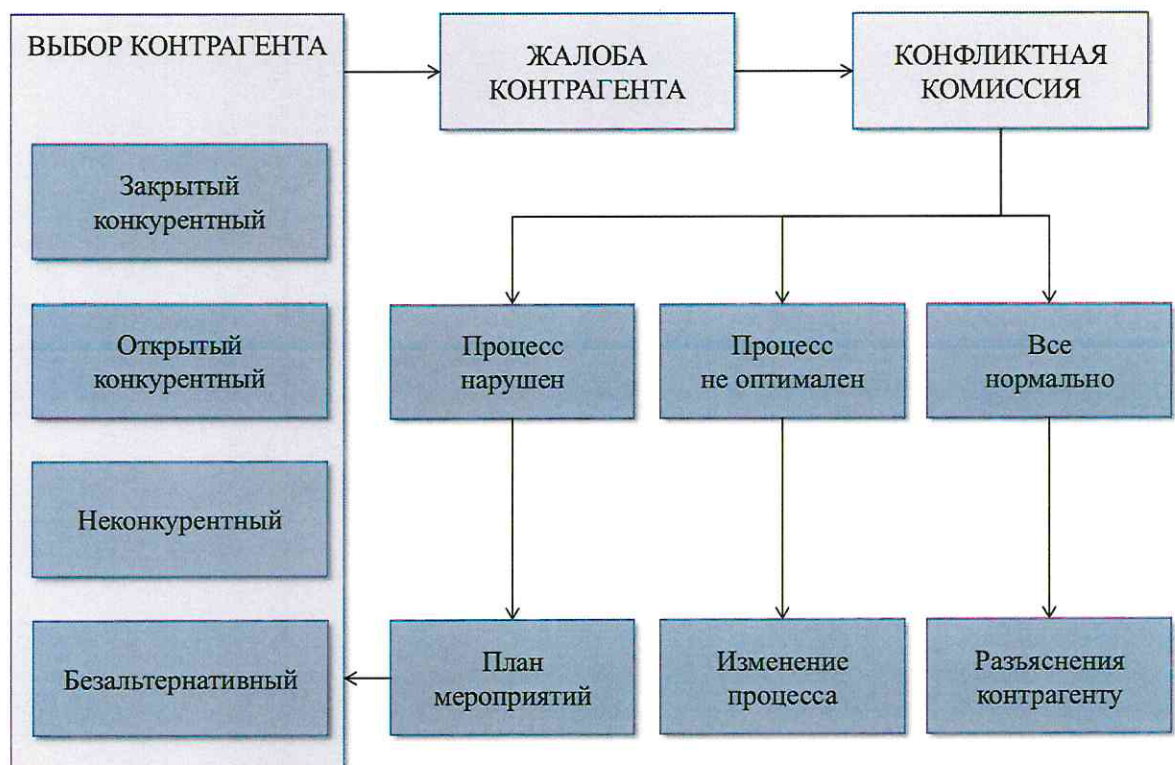 ВЫБОР КОНТРАГЕНТА
Закрытый
конкурентный
Открытый
конкурентный
Неконкурентный
Безальтернативный
ЖАЛОБА
КОНТРАГЕНТА
КОНФЛИКТНАЯ
КОМИССИЯ
Процесс
нарушен
Процесс
не оптимален
Все
нормально
План
мероприятий
Изменение
процесса
Разъяснения
контрагенту